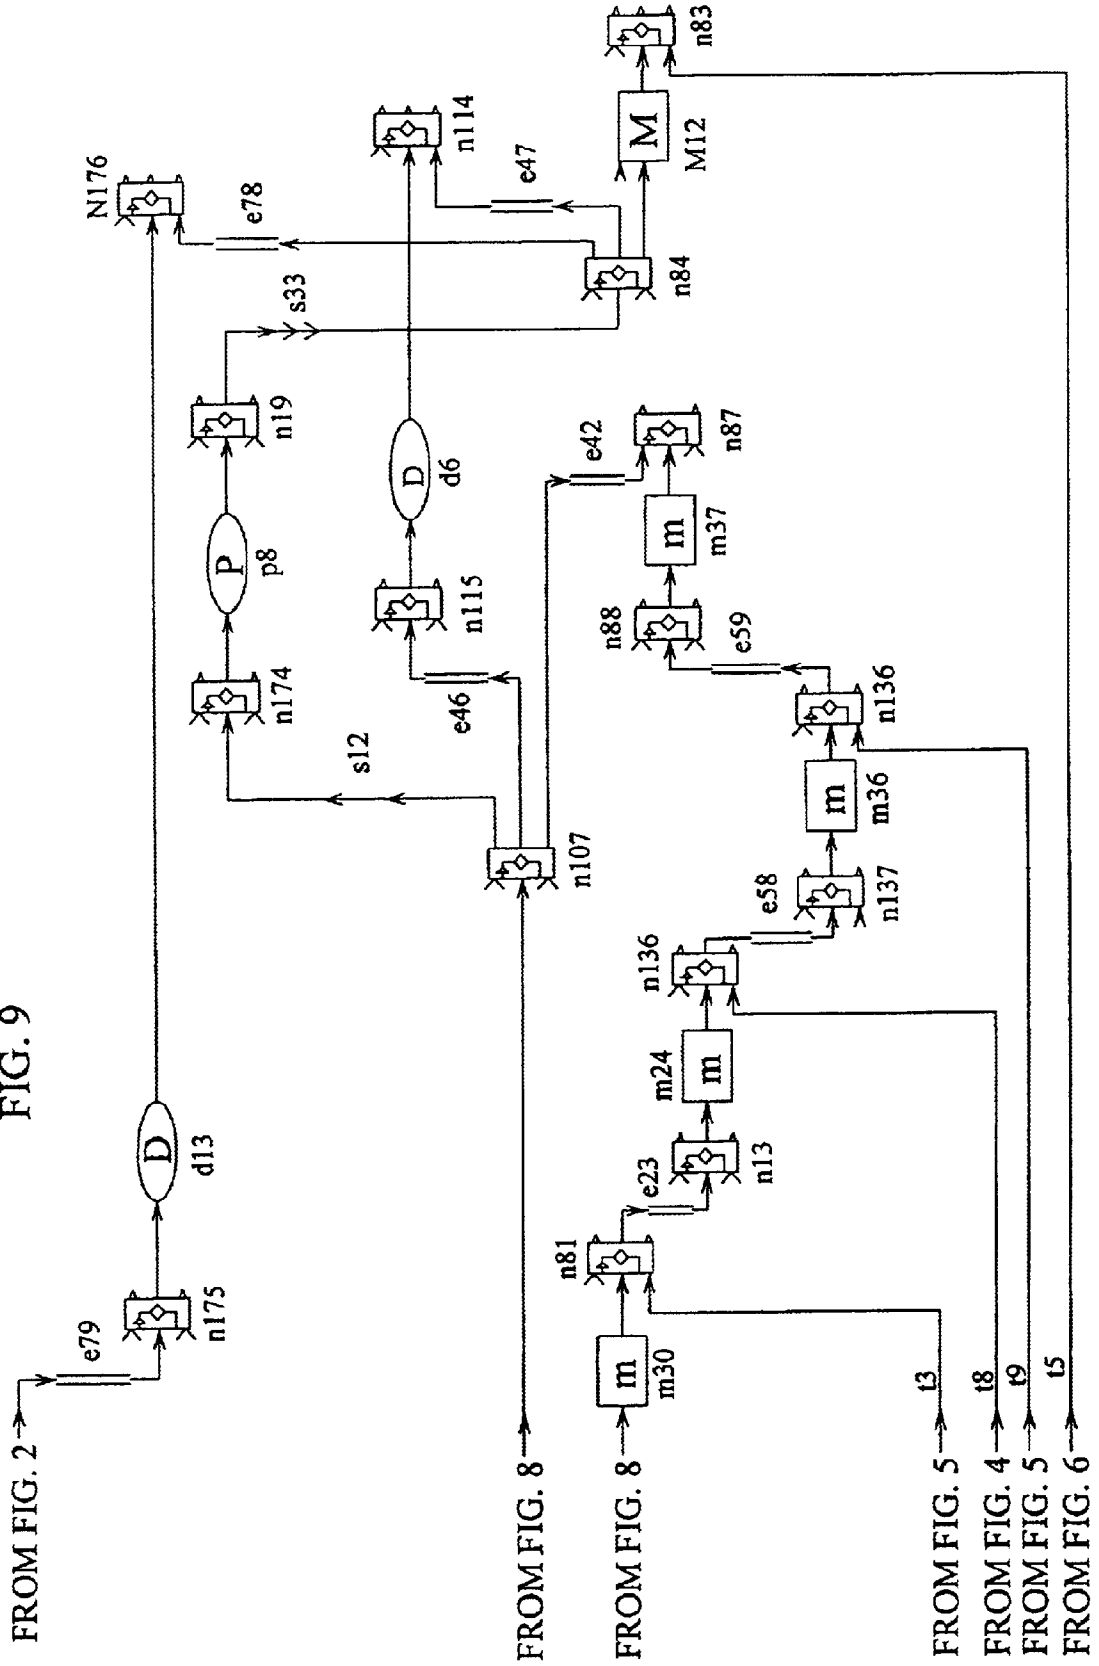 FIG. 9
FROM FIG. 2
e79
n175
D
d13
N176
e78
n174
P
p8
n19
s33
s12
e46
n115
D
d6
n114
e47
n84
M
M12
n83
FROM FIG. 8
n107
e42
n87
m
m37
n88
e59
n136
m
m36
n137
e58
n136
m24
m
n13
e23
n81
m
m30
FROM FIG. 8
FROM FIG. 5
t3
FROM FIG. 4
t8
FROM FIG. 5
t9
FROM FIG. 6
t5